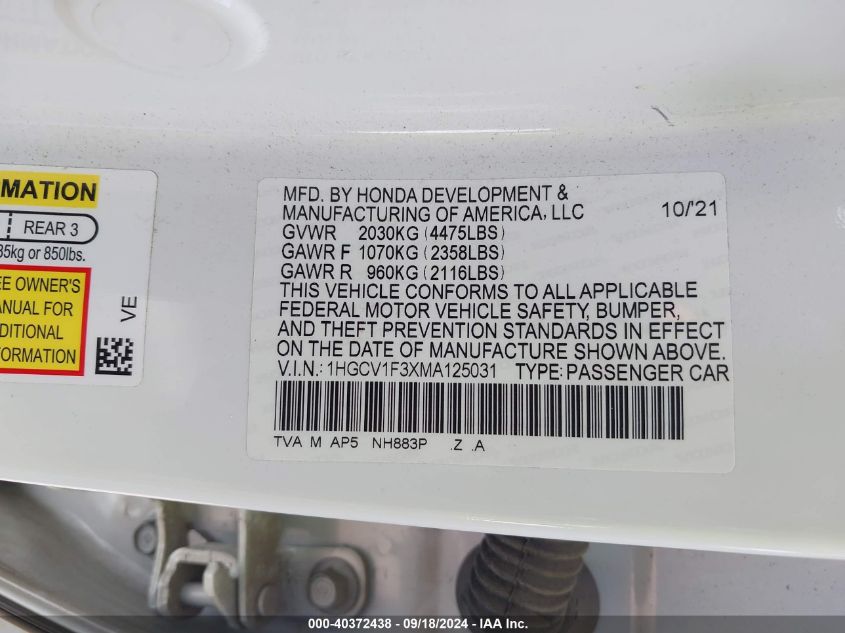 MATION
REAR 3
85kg or 850lbs.
EE OWNER'S
ANUAL FOR
DDITIONAL
FORMATION
VE
MFD. BY HONDA DEVELOPMENT &
MANUFACTURING OF AMERICA, LLC 10/'21
GVWR 2030KG (4475LBS)
GAWR F 1070KG (2358LBS)
GAWR R 960KG (2116LBS)
THIS VEHICLE CONFORMS TO ALL APPLICABLE
FEDERAL MOTOR VEHICLE SAFETY, BUMPER,
AND THEFT PREVENTION STANDARDS IN EFFECT
ON THE DATE OF MANUFACTURE SHOWN ABOVE.
V.I.N.: 1HGCV1F3XMA125031 TYPE: PASSENGER CAR
TVA M AP5 NH883P .Z .A
000-40372438 - 09/18/2024 - IAA Inc.